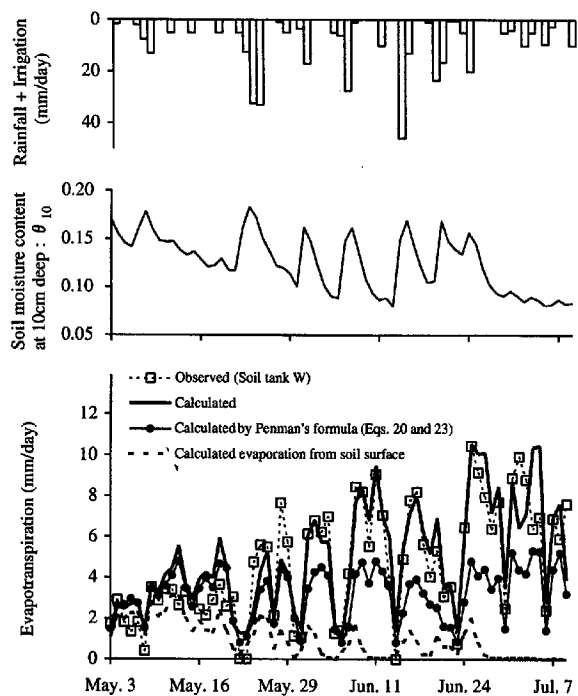 Rainfall + Irrigation
(mm/day)
0
20
40
Soil moisture content
at 10cm deep : θ 10
0.20
0.15
0.10
0.05
Evapotranspiration (mm/day)
12
10
8
6
4
2
0
Observed (Soil tank W)
Calculated
Calculated by Penman's formula (Eqs. 20 and 23)
Calculated evaporation from soil surface
May. 3
May. 16
May. 29
Jun. 11
Jun. 24
Jul. 7